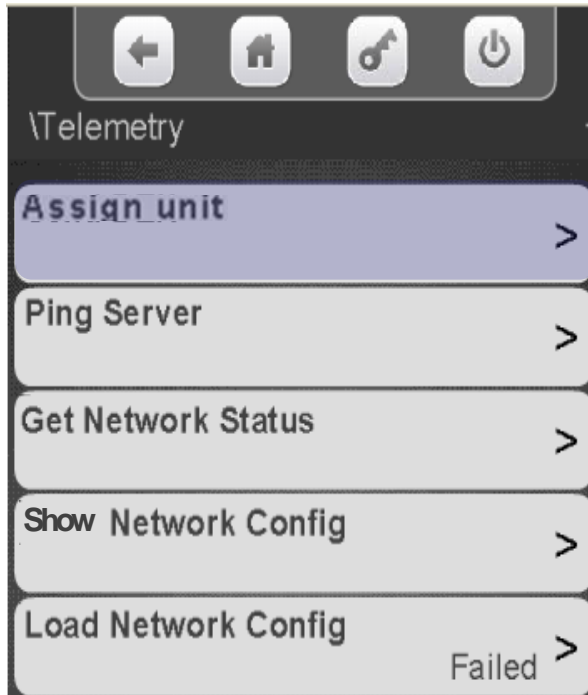 \Telemetry
Assign unit
>
Ping Server
>
Get Network Status
>
Show Network Config
>
Load Network Config
Failed >